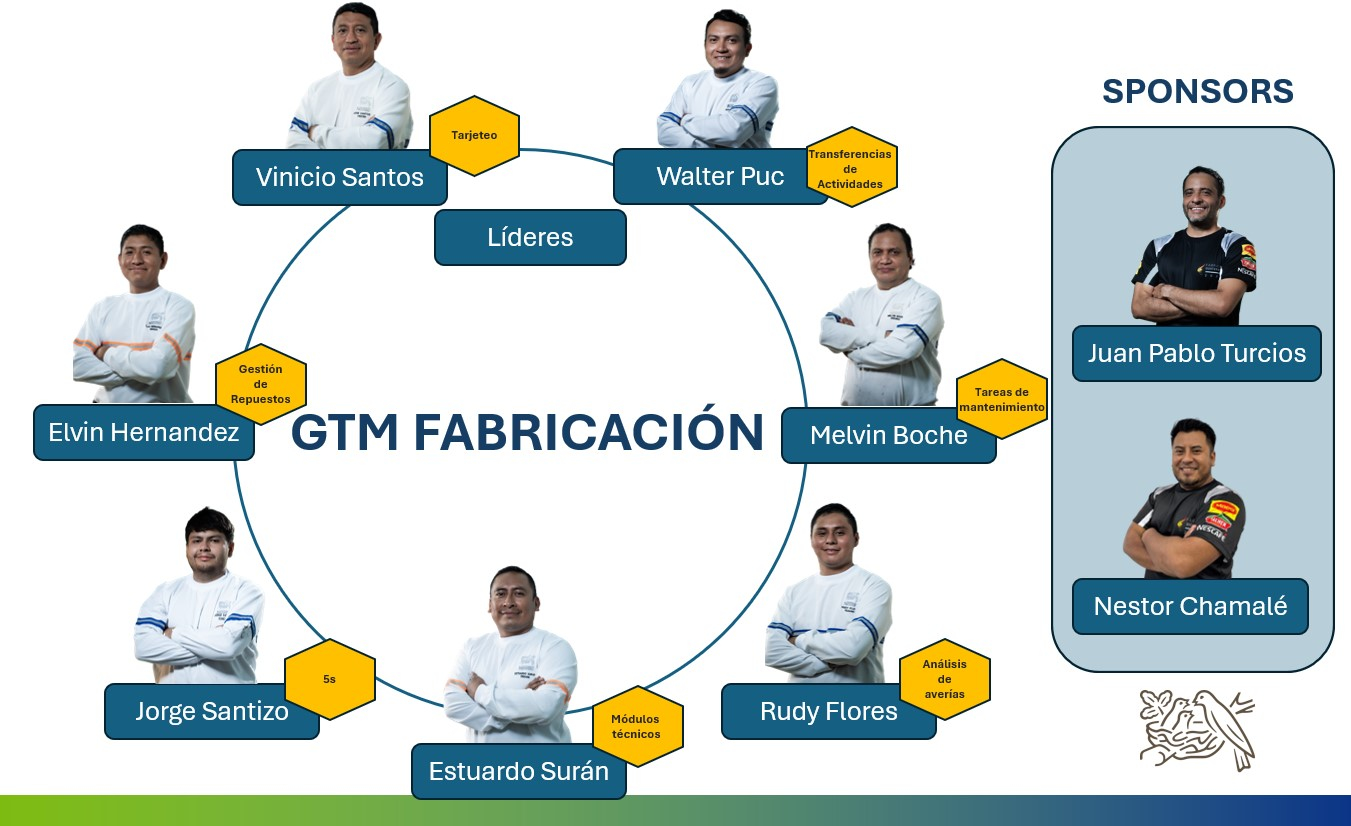 SPONSORS
Tarjeteo
Vinicio Santos
Walter Puc
Transferencias
de
Actividades
Líderes
Juan Pablo Turcios
Gestión
de
Repuestos
Elvin Hernandez
GTM FABRICACIÓN
Melvin Boche
Tareas de
mantenimiento
Nestor Chamalé
NESCAFÉ
5s
Jorge Santizo
Módulos
técnicos
Estuardo Surán
Análisis
de
averías
Rudy Flores